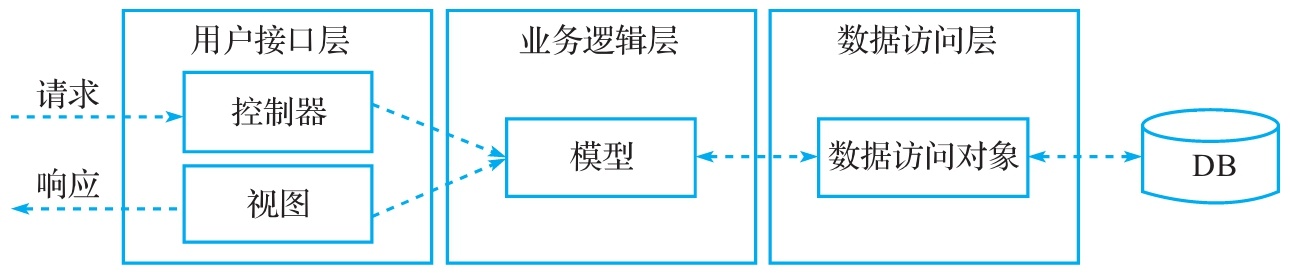 用户接口层
业务逻辑层
数据访问层
请求
控制器
模型
数据访问对象
DB
响应
视图